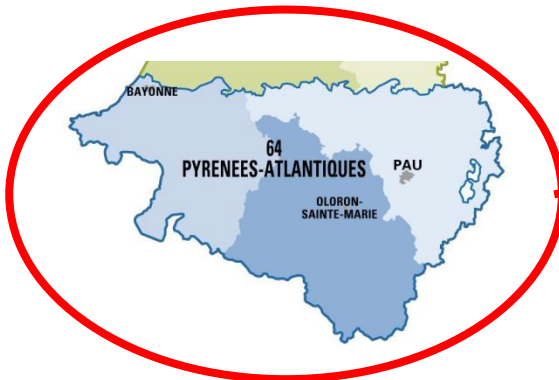 BAYONNE
64
PYRENEES-ATLANTIQUES
PAU
OLORON-
SAINTE-MARIE